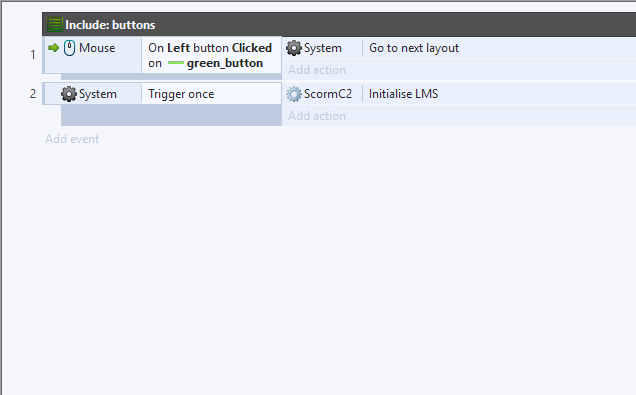 Include: buttons
1
Mouse
On Left button Clicked
on green_button
System
Go to next layout
Add action
2
System
Trigger once
ScormC2
Initialise LMS
Add action
Add event